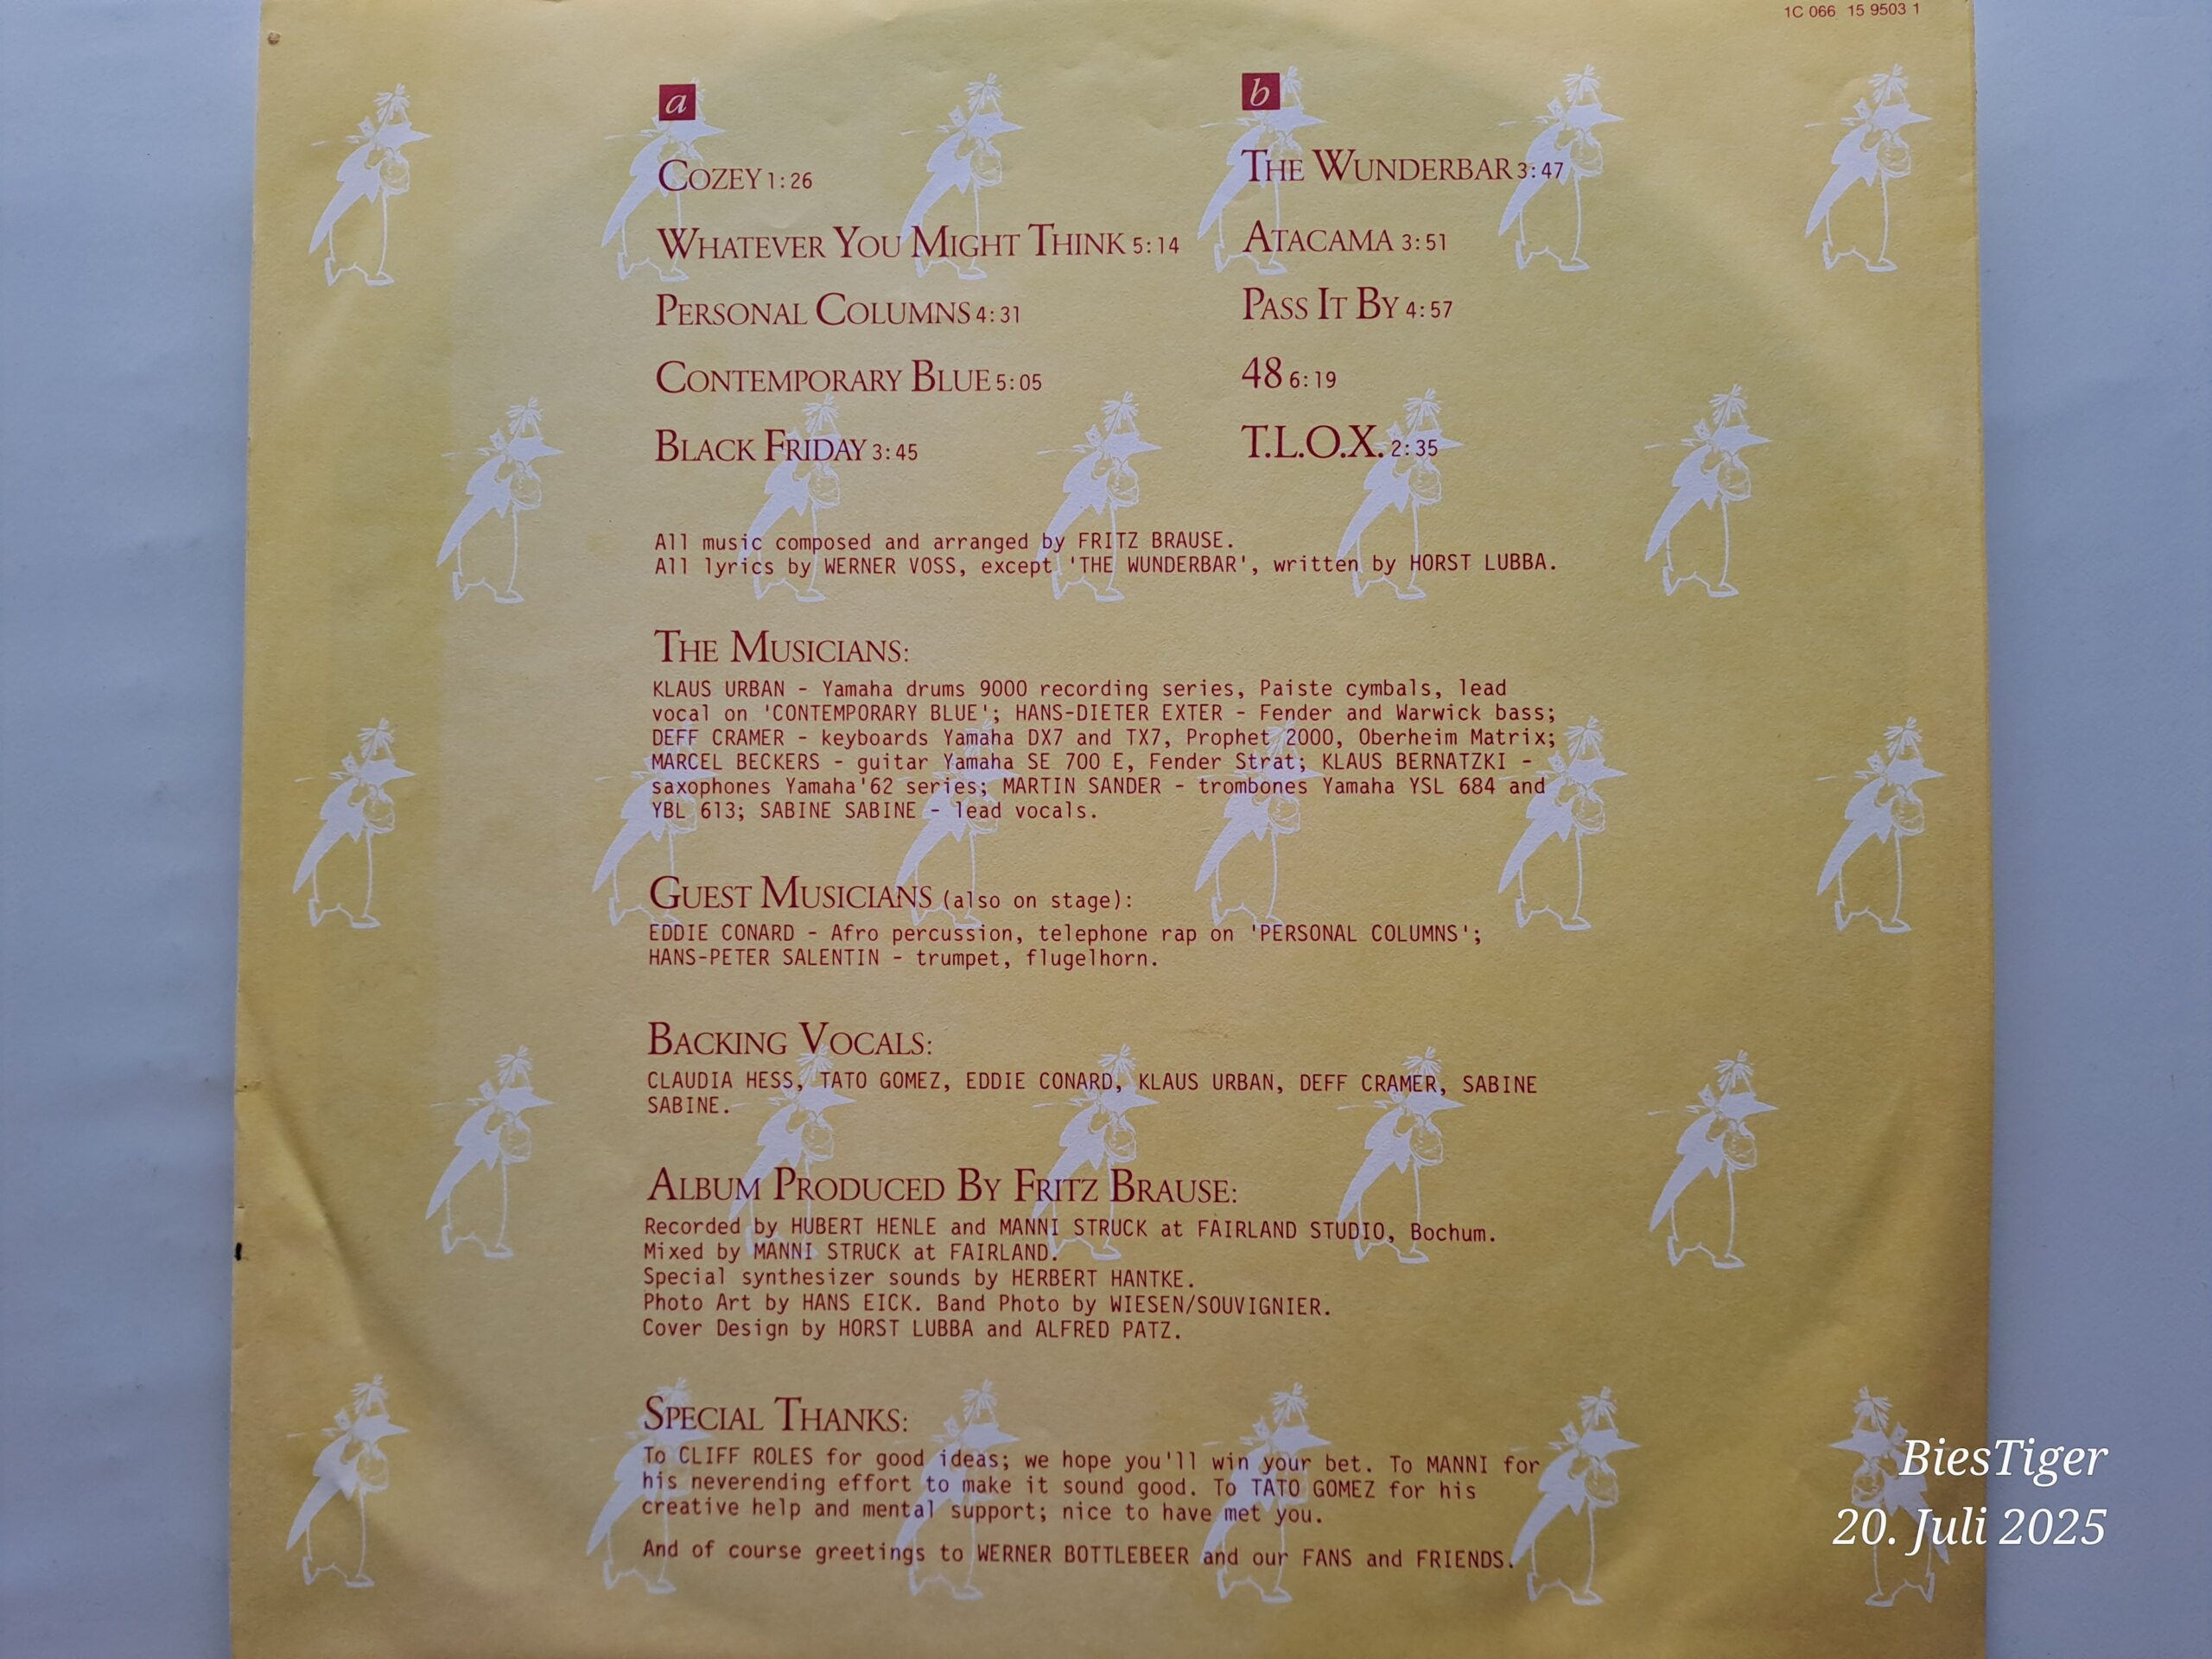 1C 066 15 9503 1
a
COZEY 1:26
WHATEVER YOU MIGHT THINK 5:14
PERSONAL COLUMNS 4:31
CONTEMPORARY BLUE 5:05
BLACK FRIDAY 3:45
b
THE WUNDERBAR 3:47
ATACAMA 3:51
PASS IT BY 4:57
48 6:19
T.L.O.X. 2:35
All music composed and arranged by FRITZ BRAUSE.
All lyrics by WERNER VOSS, except 'THE WUNDERBAR', written by HORST LUBBA.
THE MUSICIANS:
KLAUS URBAN - Yamaha drums 9000 recording series, Paiste cymbals, lead
vocal on 'CONTEMPORARY BLUE'; HANS-DIETER EXTER - Fender and Warwick bass;
DEFF CRAMER - keyboards Yamaha DX7 and TX7, Prophet 2000, Oberheim Matrix;
MARCEL BECKERS - guitar Yamaha SE 700 E, Fender Strat; KLAUS BERNATZKI -
saxophones Yamaha'62 series; MARTIN SANDER - trombones Yamaha YSL 684 and
YBL 613; SABINE SABINE - lead vocals.
GUEST MUSICIANS (also on stage):
EDDIE CONARD - Afro percussion, telephone rap on 'PERSONAL COLUMNS';
HANS-PETER SALENTIN - trumpet, flugelhorn.
BACKING VOCALS:
CLAUDIA HESS, TATO GOMEZ, EDDIE CONARD, KLAUS URBAN, DEFF CRAMER, SABINE
SABINE.
ALBUM PRODUCED BY FRITZ BRAUSE:
Recorded by HUBERT HENLE and MANNI STRUCK at FAIRLAND STUDIO, Bochum.
Mixed by MANNI STRUCK at FAIRLAND.
Special synthesizer sounds by HERBERT HANTKE.
Photo Art by HANS EICK. Band Photo by WIESEN/SOUVIGNIER.
Cover Design by HORST LUBBA and ALFRED PATZ.
SPECIAL THANKS:
To CLIFF ROLES for good ideas; we hope you'll win your bet. To MANNI for
his neverending effort to make it sound good. To TATO GOMEZ for his
creative help and mental support; nice to have met you.
And of course greetings to WERNER BOTTLEBEER and our FANS and FRIENDS.
BiesTiger
20. Juli 2025